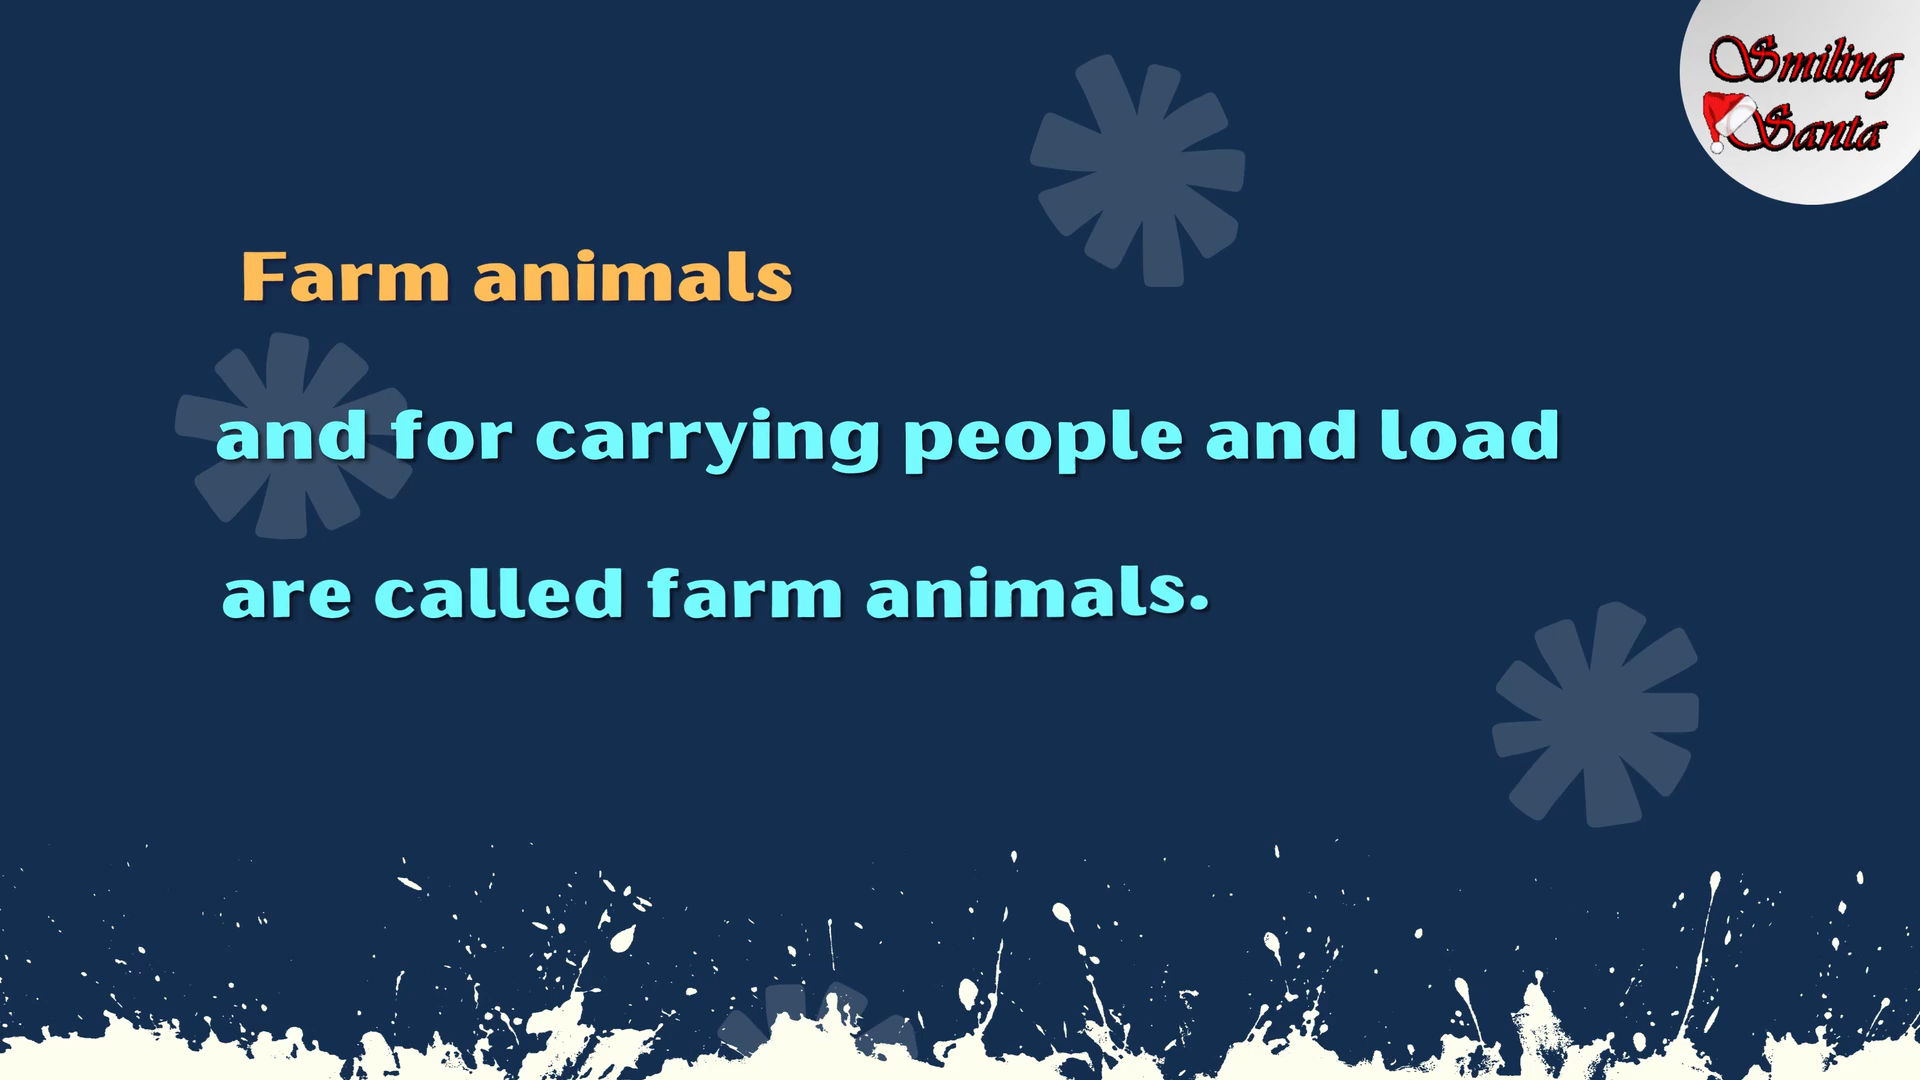 Smiling
Santa
Farm animals
and for carrying people and load
are called farm animals.